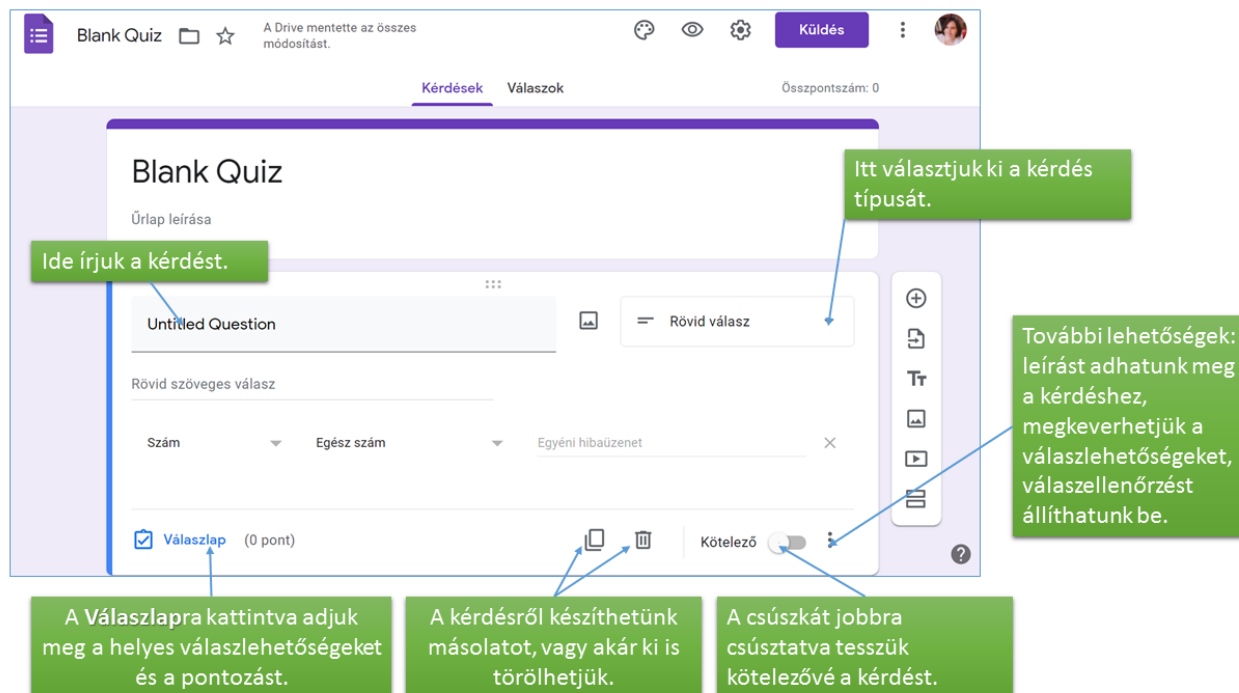 Blank Quiz
A Drive mentette az összes
módosítást.
Küldés
Kérdések Válaszok
Összpontszám: 0
Blank Quiz
Űrlap leírása
Itt választjuk ki a kérdés
típusát.
Ide írjuk a kérdést.
Untitled Question
Rövid válasz
Rövid szöveges válasz
Szám
Egész szám
Egyéni hibaüzenet
További lehetőségek:
leírást adhatunk meg
a kérdéshez,
megkeverhetjük a
válaszlehetőségeket,
válaszellenőrzést
állíthatunk be.
Válaszlap (0 pont)
Kötelező
A Válaszlapra kattintva adjuk
meg a helyes válaszlehetőségeket
és a pontozást.
A kérdésről készíthetünk
másolatot, vagy akár ki is
törölhetjük.
A csúszkát jobbra
csúsztatva tesszük
kötelezővé a kérdést.